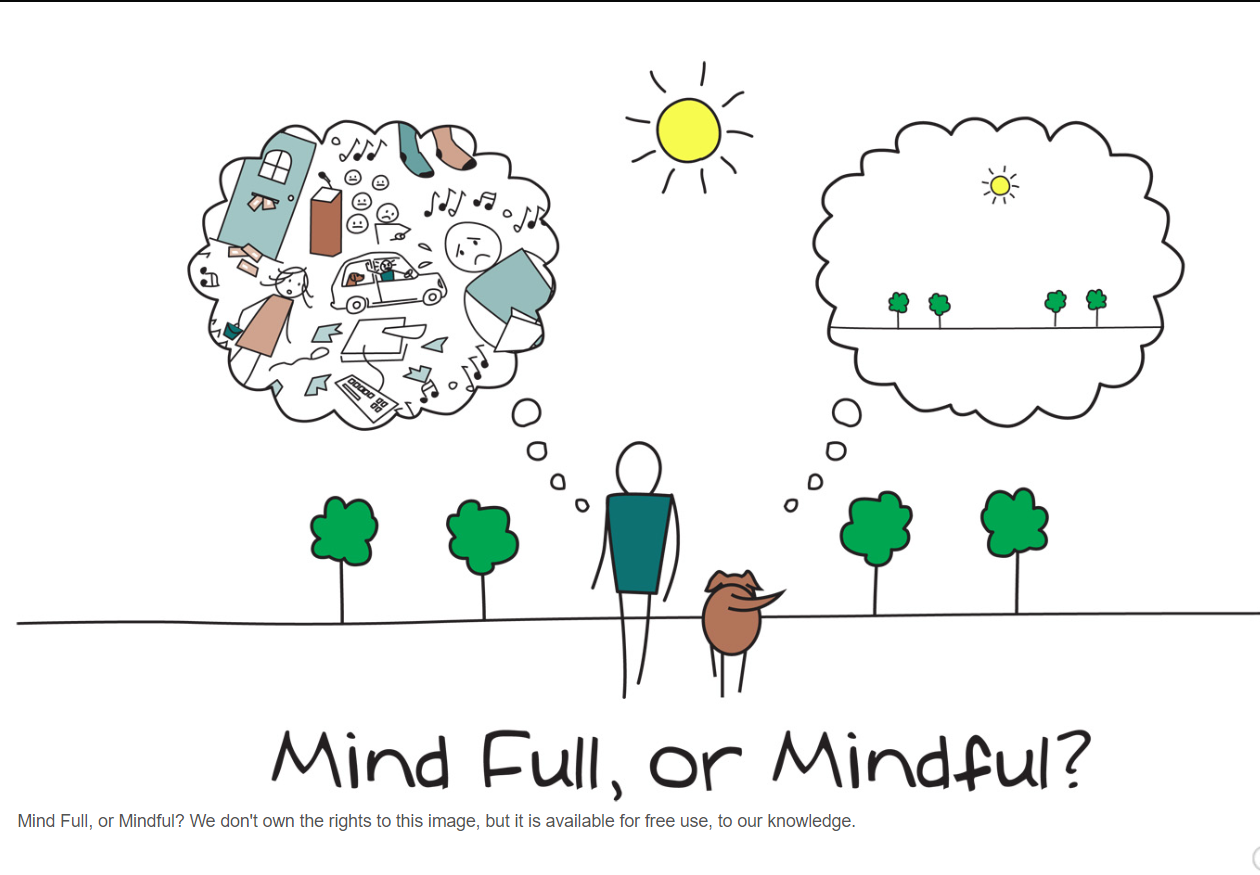 Mind Full, or Mindful?
Mind Full, or Mindful? We don't own the rights to this image, but it is available for free use, to our knowledge.